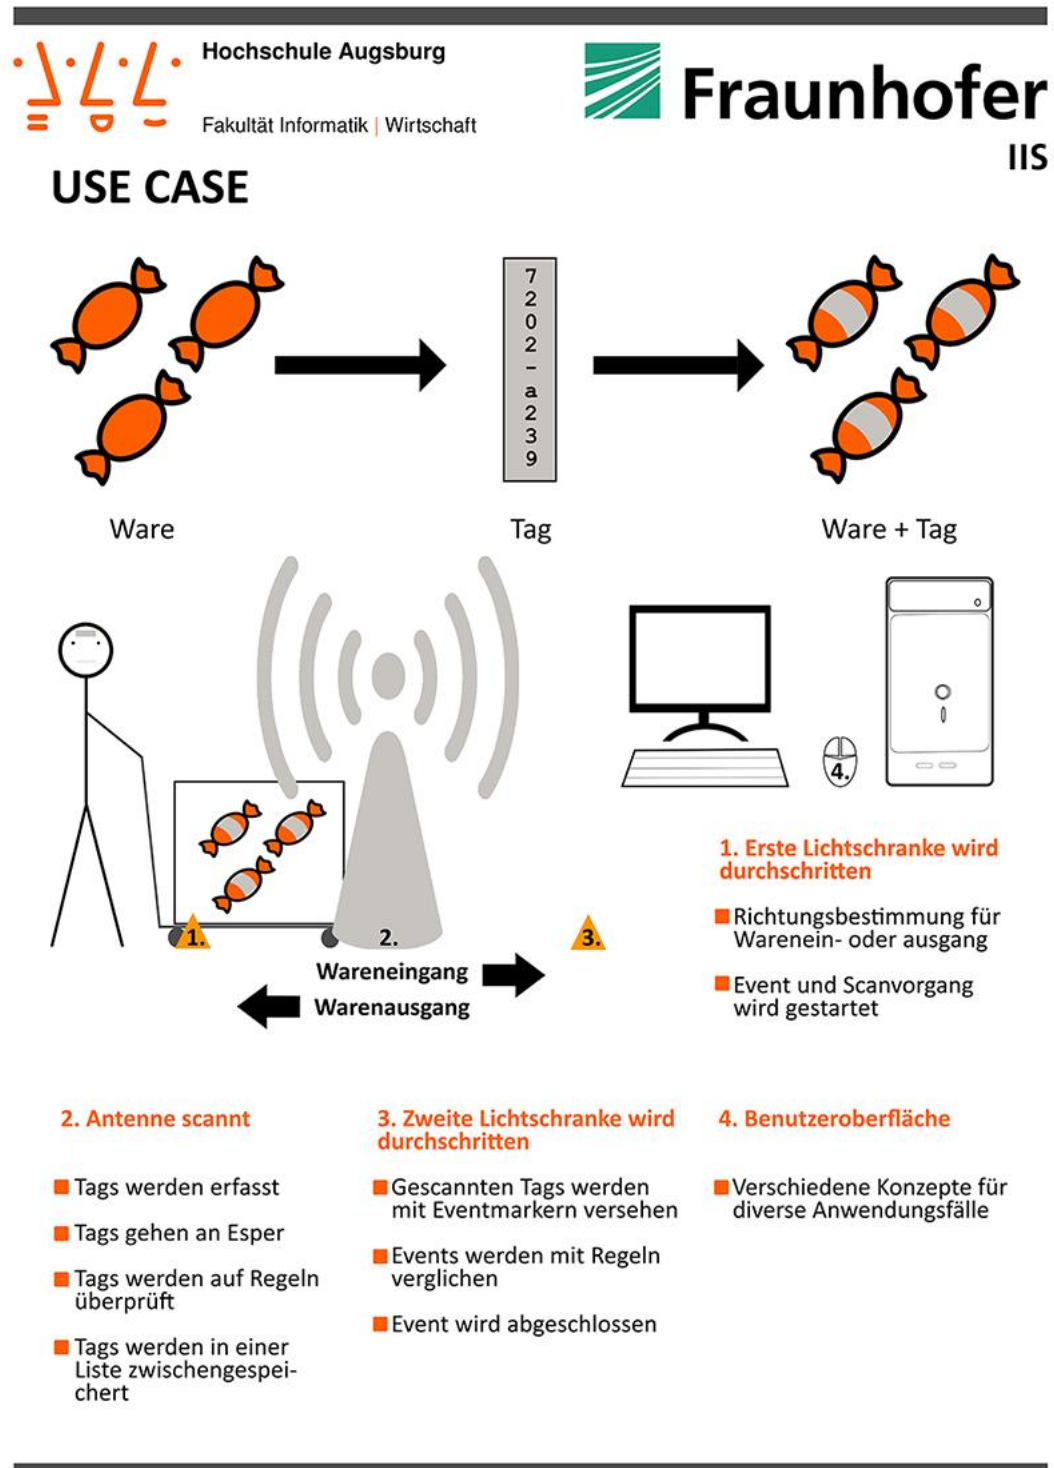 Hochschule Augsburg
Fakultät Informatik | Wirtschaft
Fraunhofer
IIS
USE CASE
7
2
0
2
-
a
2
3
9
Ware
Tag
Ware + Tag
4.
1.
2.
3.
Wareneingang
Warenausgang
1. Erste Lichtschranke wird
durchschritten
Richtungsbestimmung für
Warenein- oder ausgang
Event und Scanvorgang
wird gestartet
2. Antenne scannt
Tags werden erfasst
Tags gehen an Esper
Tags werden auf Regeln
überprüft
Tags werden in einer
Liste zwischengespei-
chert
3. Zweite Lichtschranke wird
durchschritten
Gescannten Tags werden
mit Eventmarkern versehen
Events werden mit Regeln
verglichen
Event wird abgeschlossen
4. Benutzeroberfläche
Verschiedene Konzepte für
diverse Anwendungsfälle